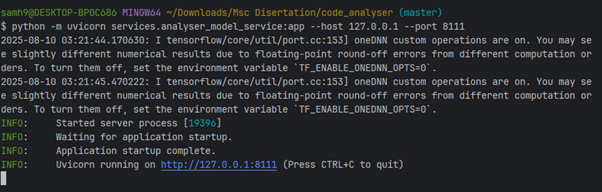 samh9@DESKTOP-BPOC686 MINGW64 ~/Downloads/Msc Disertation/code_analyser (master)
$ python -m uvicorn services.analyser_model_service:app --host 127.0.0.1 --port 8111
2025-08-10 03:21:44.170630: I tensorflow/core/util/port.cc:153] oneDNN custom operations are on. You may se
e slightly different numerical results due to floating-point round-off errors from different computation or
ders. To turn them off, set the environment variable `TF_ENABLE_ONEDNN_OPTS=0`.
2025-08-10 03:21:45.470222: I tensorflow/core/util/port.cc:153] oneDNN custom operations are on. You may se
e slightly different numerical results due to floating-point round-off errors from different computation or
ders. To turn them off, set the environment variable `TF_ENABLE_ONEDNN_OPTS=0`.
INFO:     Started server process [19396]
INFO:     Waiting for application startup.
INFO:     Application startup complete.
INFO:     Uvicorn running on http://127.0.0.1:8111 (Press CTRL+C to quit)